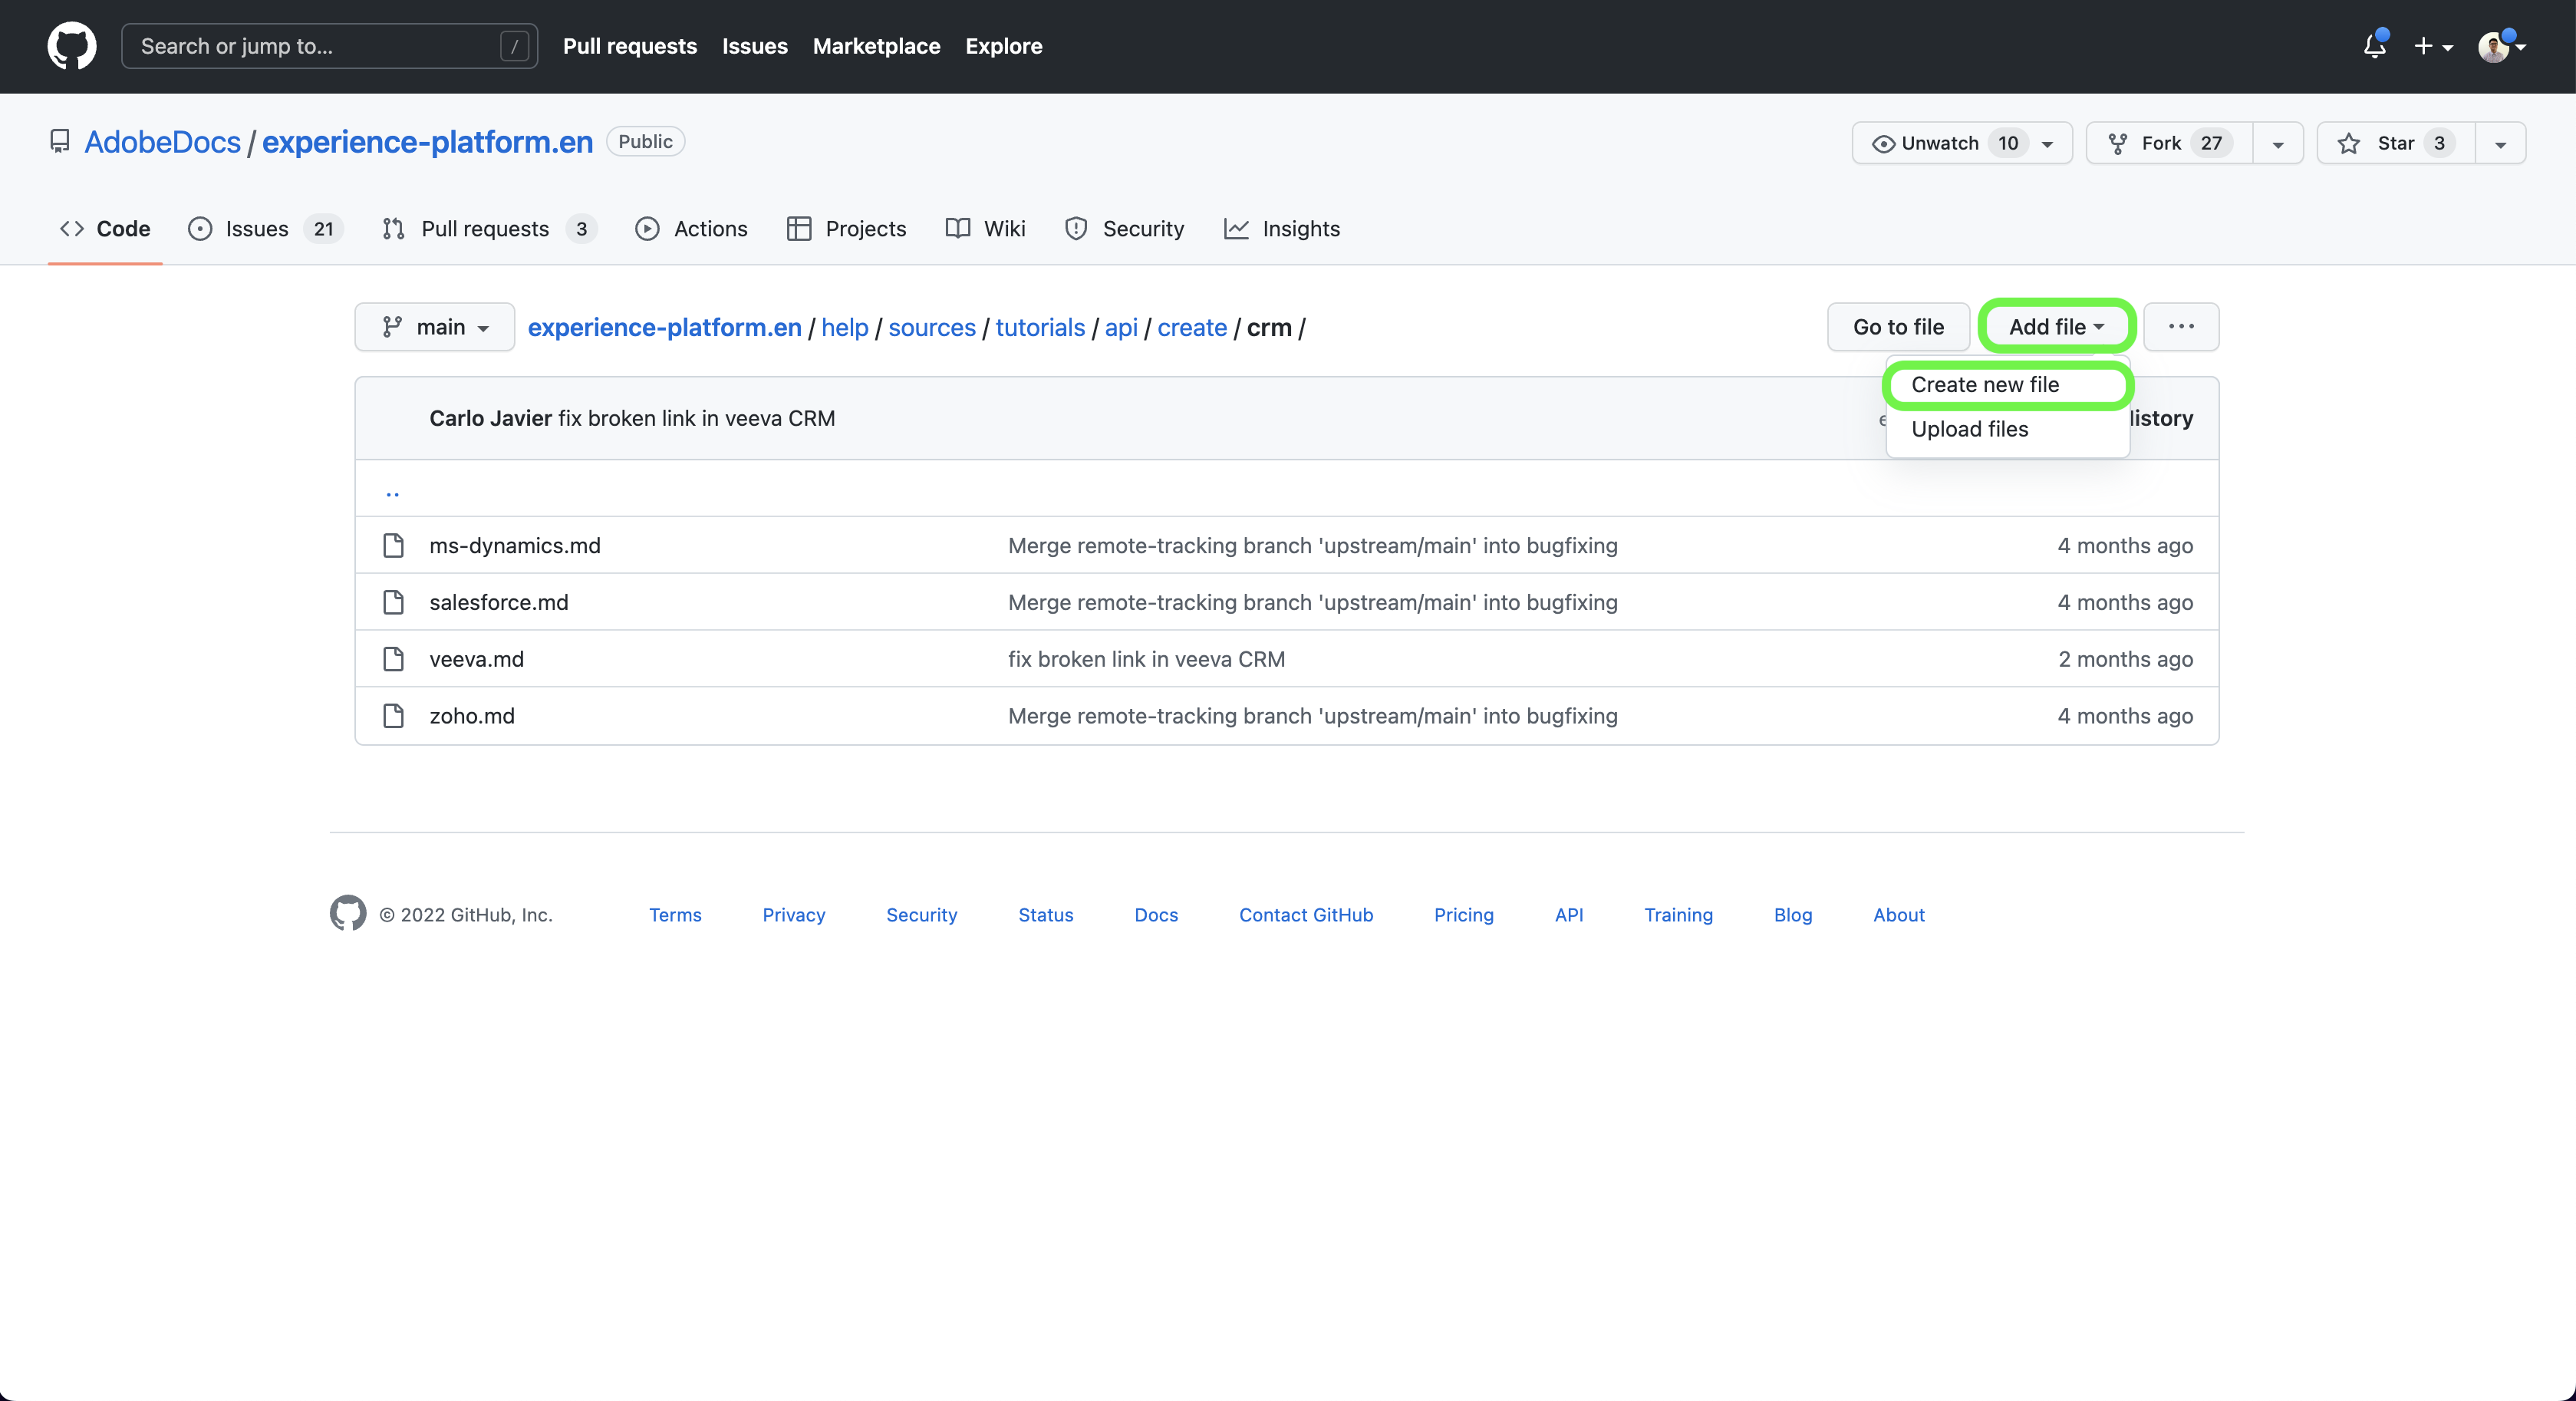 Search or jump to... / Pull requests Issues Marketplace Explore
AdobeDocs / experience-platform.en Public Unwatch 10 Fork 27 Star 3
Code Issues 21 Pull requests 3 Actions Projects Wiki Security Insights
main experience-platform.en / help / sources / tutorials / api / create / crm / Go to file Add file ...
Create new file
Carlo Javier fix broken link in veeva CRM istory
Upload files
..
ms-dynamics.md Merge remote-tracking branch 'upstream/main' into bugfixing 4 months ago
salesforce.md Merge remote-tracking branch 'upstream/main' into bugfixing 4 months ago
veeva.md fix broken link in veeva CRM 2 months ago
zoho.md Merge remote-tracking branch 'upstream/main' into bugfixing 4 months ago
© 2022 GitHub, Inc. Terms Privacy Security Status Docs Contact GitHub Pricing API Training Blog About